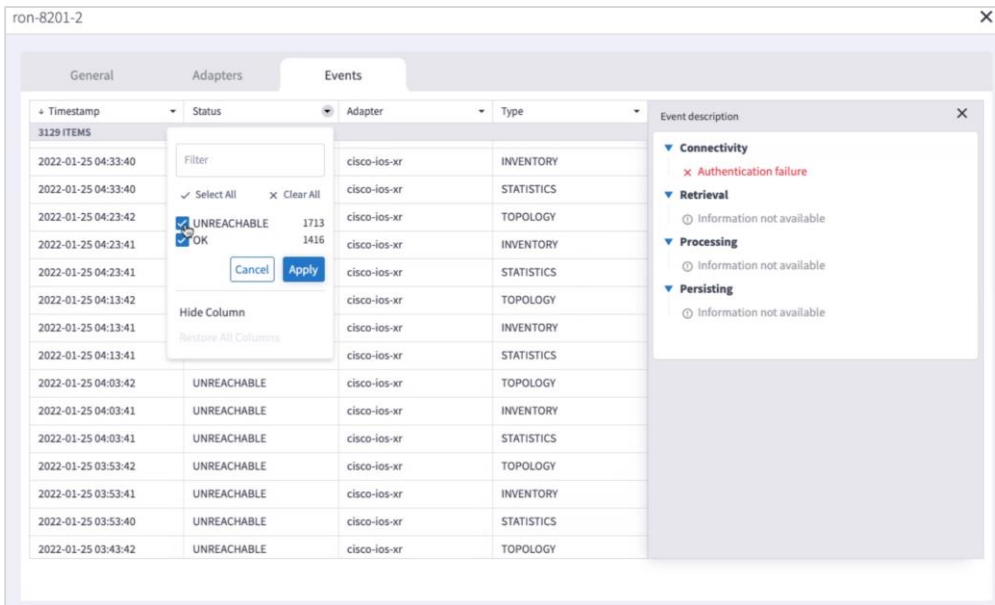 ron-8201-2
General Adapters Events
Timestamp Status Adapter Type
3129 ITEMS
2022-01-25 04:33:40 cisco-ios-xr INVENTORY
2022-01-25 04:33:40 cisco-ios-xr STATISTICS
2022-01-25 04:23:42 cisco-ios-xr TOPOLOGY
2022-01-25 04:23:41 cisco-ios-xr INVENTORY
2022-01-25 04:23:41 cisco-ios-xr STATISTICS
2022-01-25 04:13:42 cisco-ios-xr TOPOLOGY
2022-01-25 04:13:41 cisco-ios-xr INVENTORY
2022-01-25 04:13:41 cisco-ios-xr STATISTICS
2022-01-25 04:03:42 UNREACHABLE cisco-ios-xr TOPOLOGY
2022-01-25 04:03:41 UNREACHABLE cisco-ios-xr INVENTORY
2022-01-25 04:03:41 UNREACHABLE cisco-ios-xr STATISTICS
2022-01-25 03:53:42 UNREACHABLE cisco-ios-xr TOPOLOGY
2022-01-25 03:53:41 UNREACHABLE cisco-ios-xr INVENTORY
2022-01-25 03:53:40 UNREACHABLE cisco-ios-xr STATISTICS
2022-01-25 03:43:42 UNREACHABLE cisco-ios-xr TOPOLOGY
Filter
Select All Clear All
UNREACHABLE 1713
OK 1416
Cancel Apply
Hide Column
Restore All Columns
Event description
Connectivity
Authentication failure
Retrieval
Information not available
Processing
Information not available
Persisting
Information not available